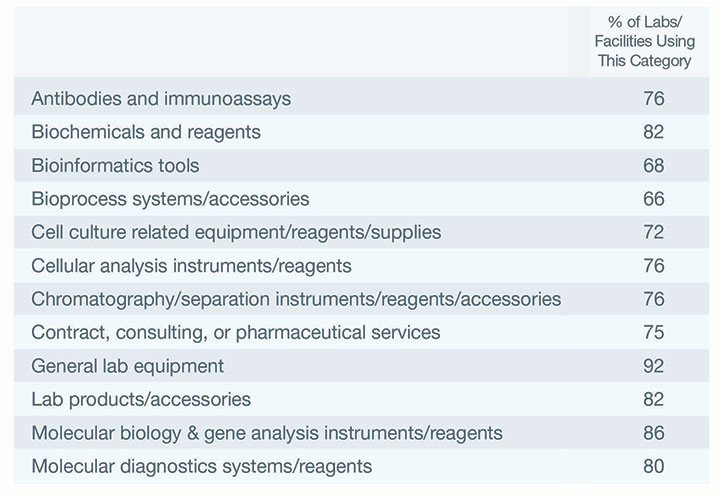 % of Labs/
Facilities Using
This Category
Antibodies and immunoassays 76
Biochemicals and reagents 82
Bioinformatics tools 68
Bioprocess systems/accessories 66
Cell culture related equipment/reagents/supplies 72
Cellular analysis instruments/reagents 76
Chromatography/separation instruments/reagents/accessories 76
Contract, consulting, or pharmaceutical services 75
General lab equipment 92
Lab products/accessories 82
Molecular biology & gene analysis instruments/reagents 86
Molecular diagnostics systems/reagents 80